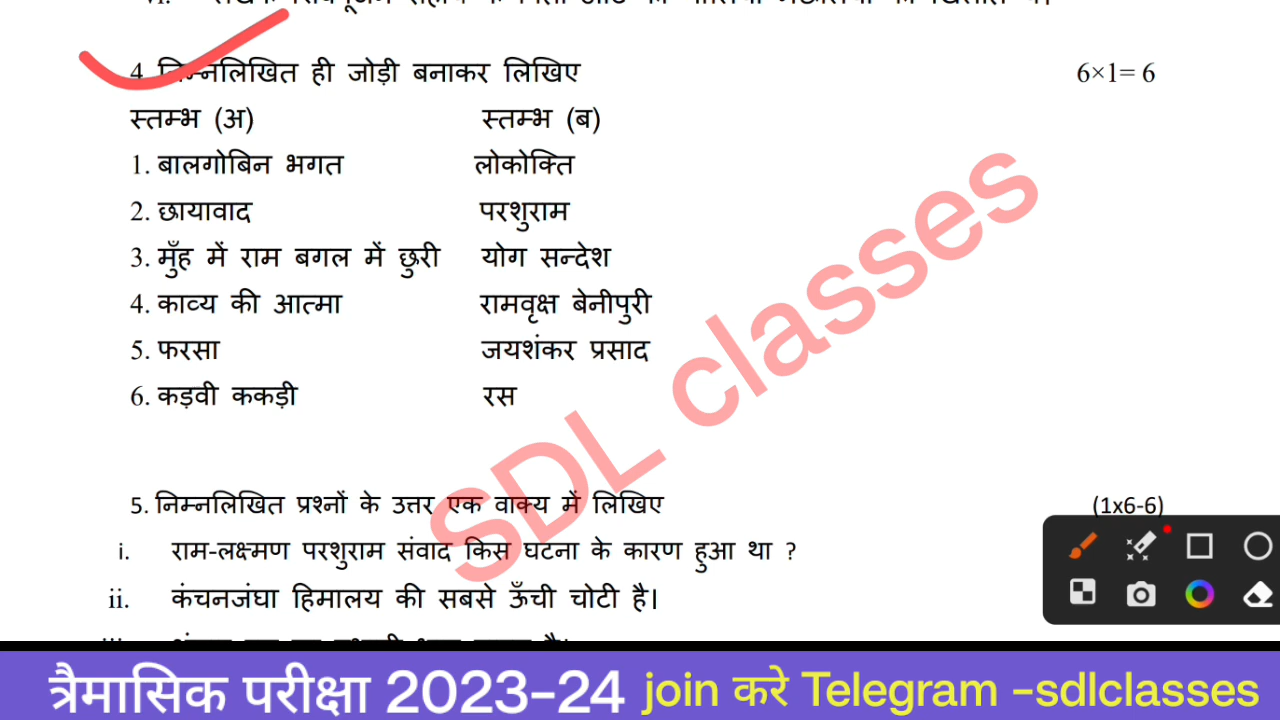 4. निम्नलिखित ही जोड़ी बनाकर लिखिए 6×1= 6
स्तम्भ (अ) स्तम्भ (ब)
1. बालगोबिन भगत लोकोक्ति
2. छायावाद परशुराम
3. मुँह में राम बगल में छुरी योग सन्देश
4. काव्य की आत्मा रामवृक्ष बेनीपुरी
5. फरसा जयशंकर प्रसाद
6. कड़वी ककड़ी रस
SDL classes
5. निम्नलिखित प्रश्नों के उत्तर एक वाक्य में लिखिए (1x6-6)
i. राम-लक्ष्मण परशुराम संवाद किस घटना के कारण हुआ था ?
ii. कंचनजंघा हिमालय की सबसे ऊँची चोटी है।
त्रैमासिक परीक्षा 2023-24 join करे Telegram -sdlclasses